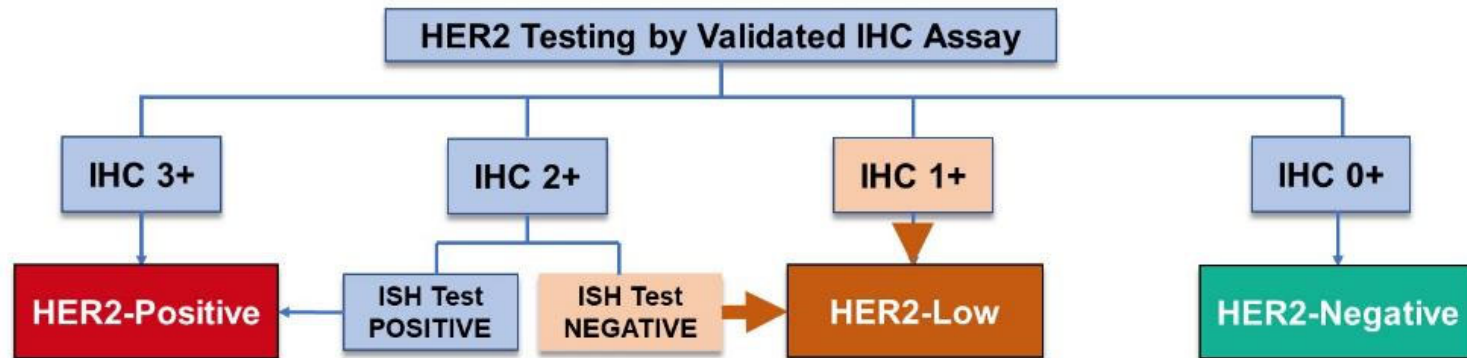 HER2 Testing by Validated IHC Assay
IHC 3+
IHC 2+
IHC 1+
IHC 0+
HER2-Positive
ISH Test
POSITIVE
ISH Test
NEGATIVE
HER2-Low
HER2-Negative